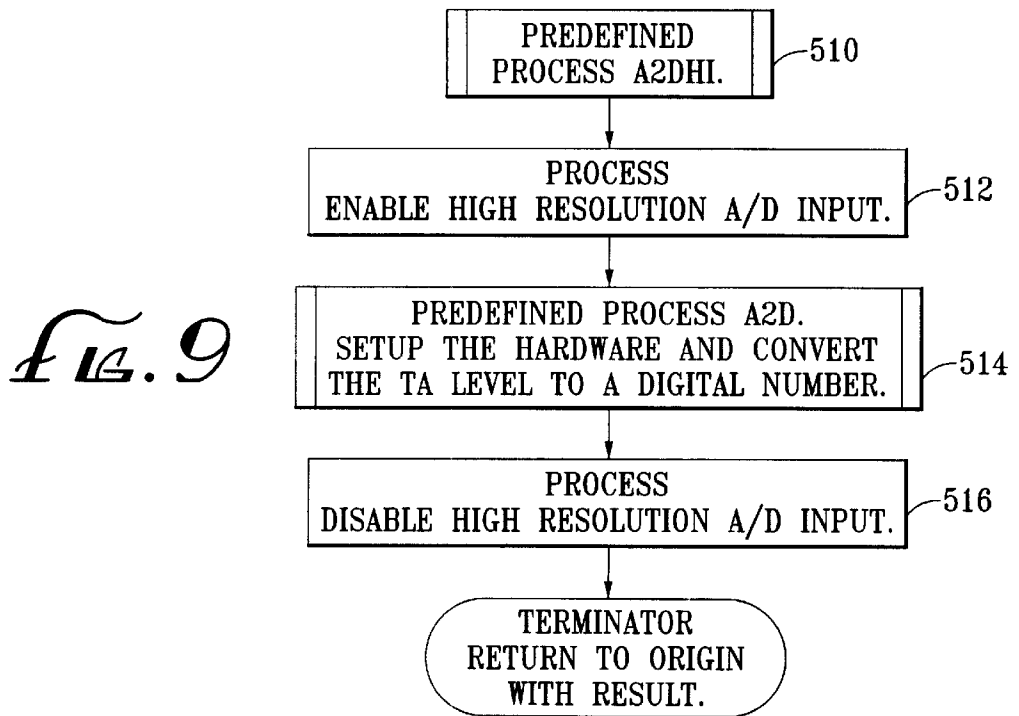 PREDEFINED
PROCESS A2DHI.
510
PROCESS
ENABLE HIGH RESOLUTION A/D INPUT.
512
PREDEFINED PROCESS A2D.
SETUP THE HARDWARE AND CONVERT
THE TA LEVEL TO A DIGITAL NUMBER.
514
FIG. 9
PROCESS
DISABLE HIGH RESOLUTION A/D INPUT.
516
TERMINATOR
RETURN TO ORIGIN
WITH RESULT.